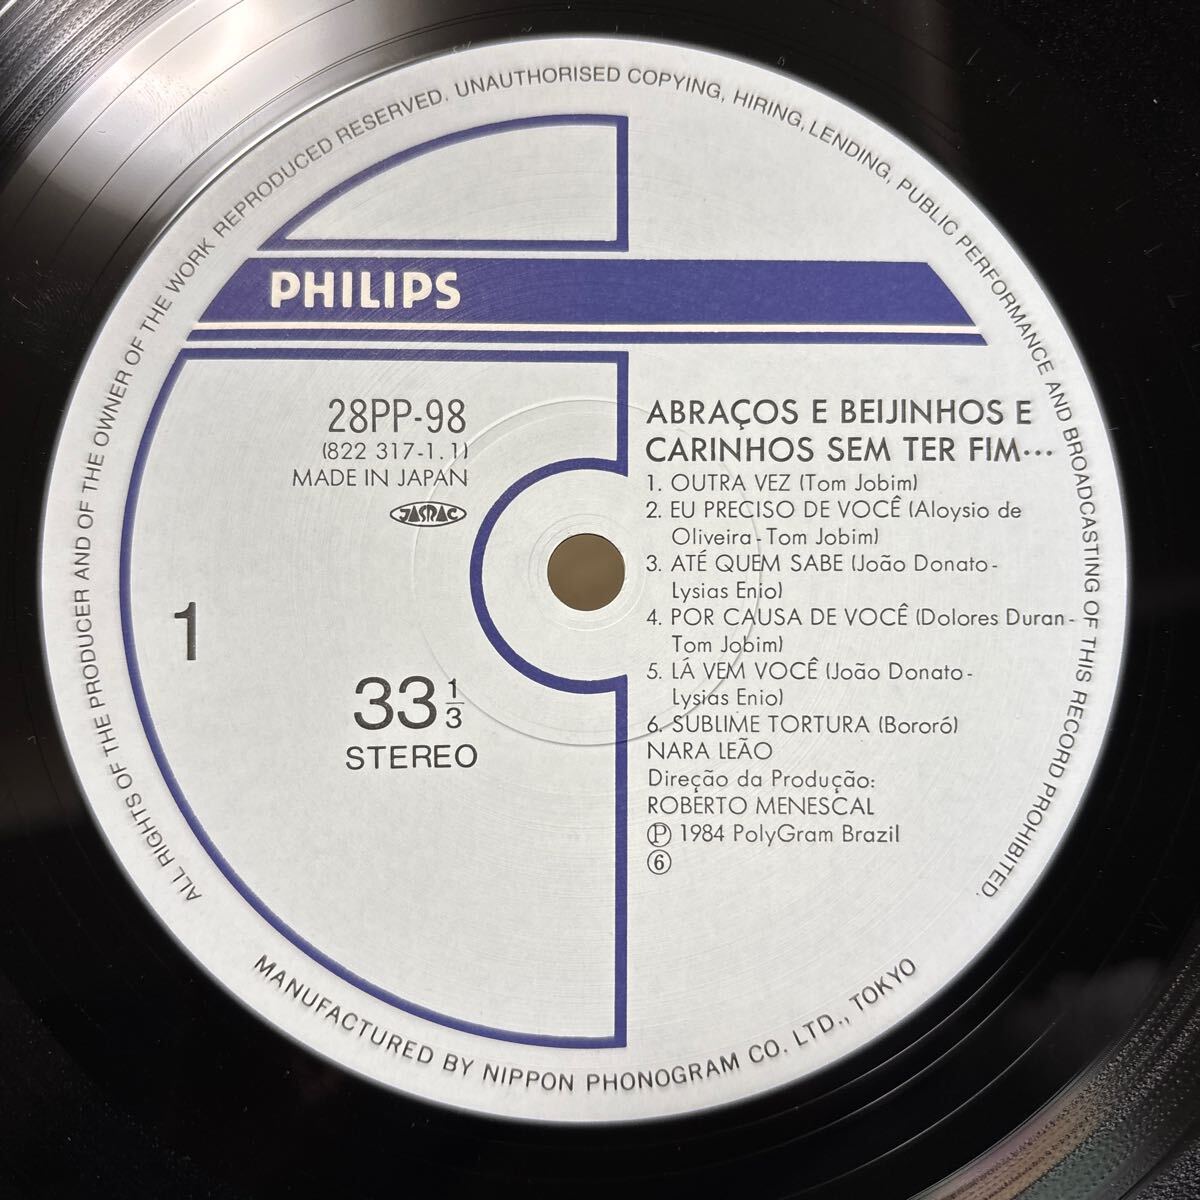 ALL RIGHTS OF THE PRODUCER AND OF THE OWNER OF THE WORK REPRODUCED RESERVED. UNAUTHORISED COPYING, HIRING, LENDING, PUBLIC PERFORMANCE AND BROADCASTING OF THIS RECORD PROHIBITED.
PHILIPS
28PP-98
(822 317-1.1)
MADE IN JAPAN
JASRAC
1
33 1/3
STEREO
ABRAÇOS E BEIJINHOS E
CARINHOS SEM TER FIM…
1. OUTRA VEZ (Tom Jobim)
2. EU PRECISO DE VOCÊ (Aloysio de
Oliveira-Tom Jobim)
3. ATÉ QUEM SABE (João Donato-
Lysias Enio)
4. POR CAUSA DE VOCÊ (Dolores Duran-
Tom Jobim)
5. LÁ VEM VOCÊ (João Donato-
Lysias Enio)
6. SUBLIME TORTURA (Bororó)
NARA LEÃO
Direção da Produção:
ROBERTO MENESCAL
Ⓟ 1984 PolyGram Brazil
⑥
MANUFACTURED BY NIPPON PHONOGRAM CO. LTD., TOKYO